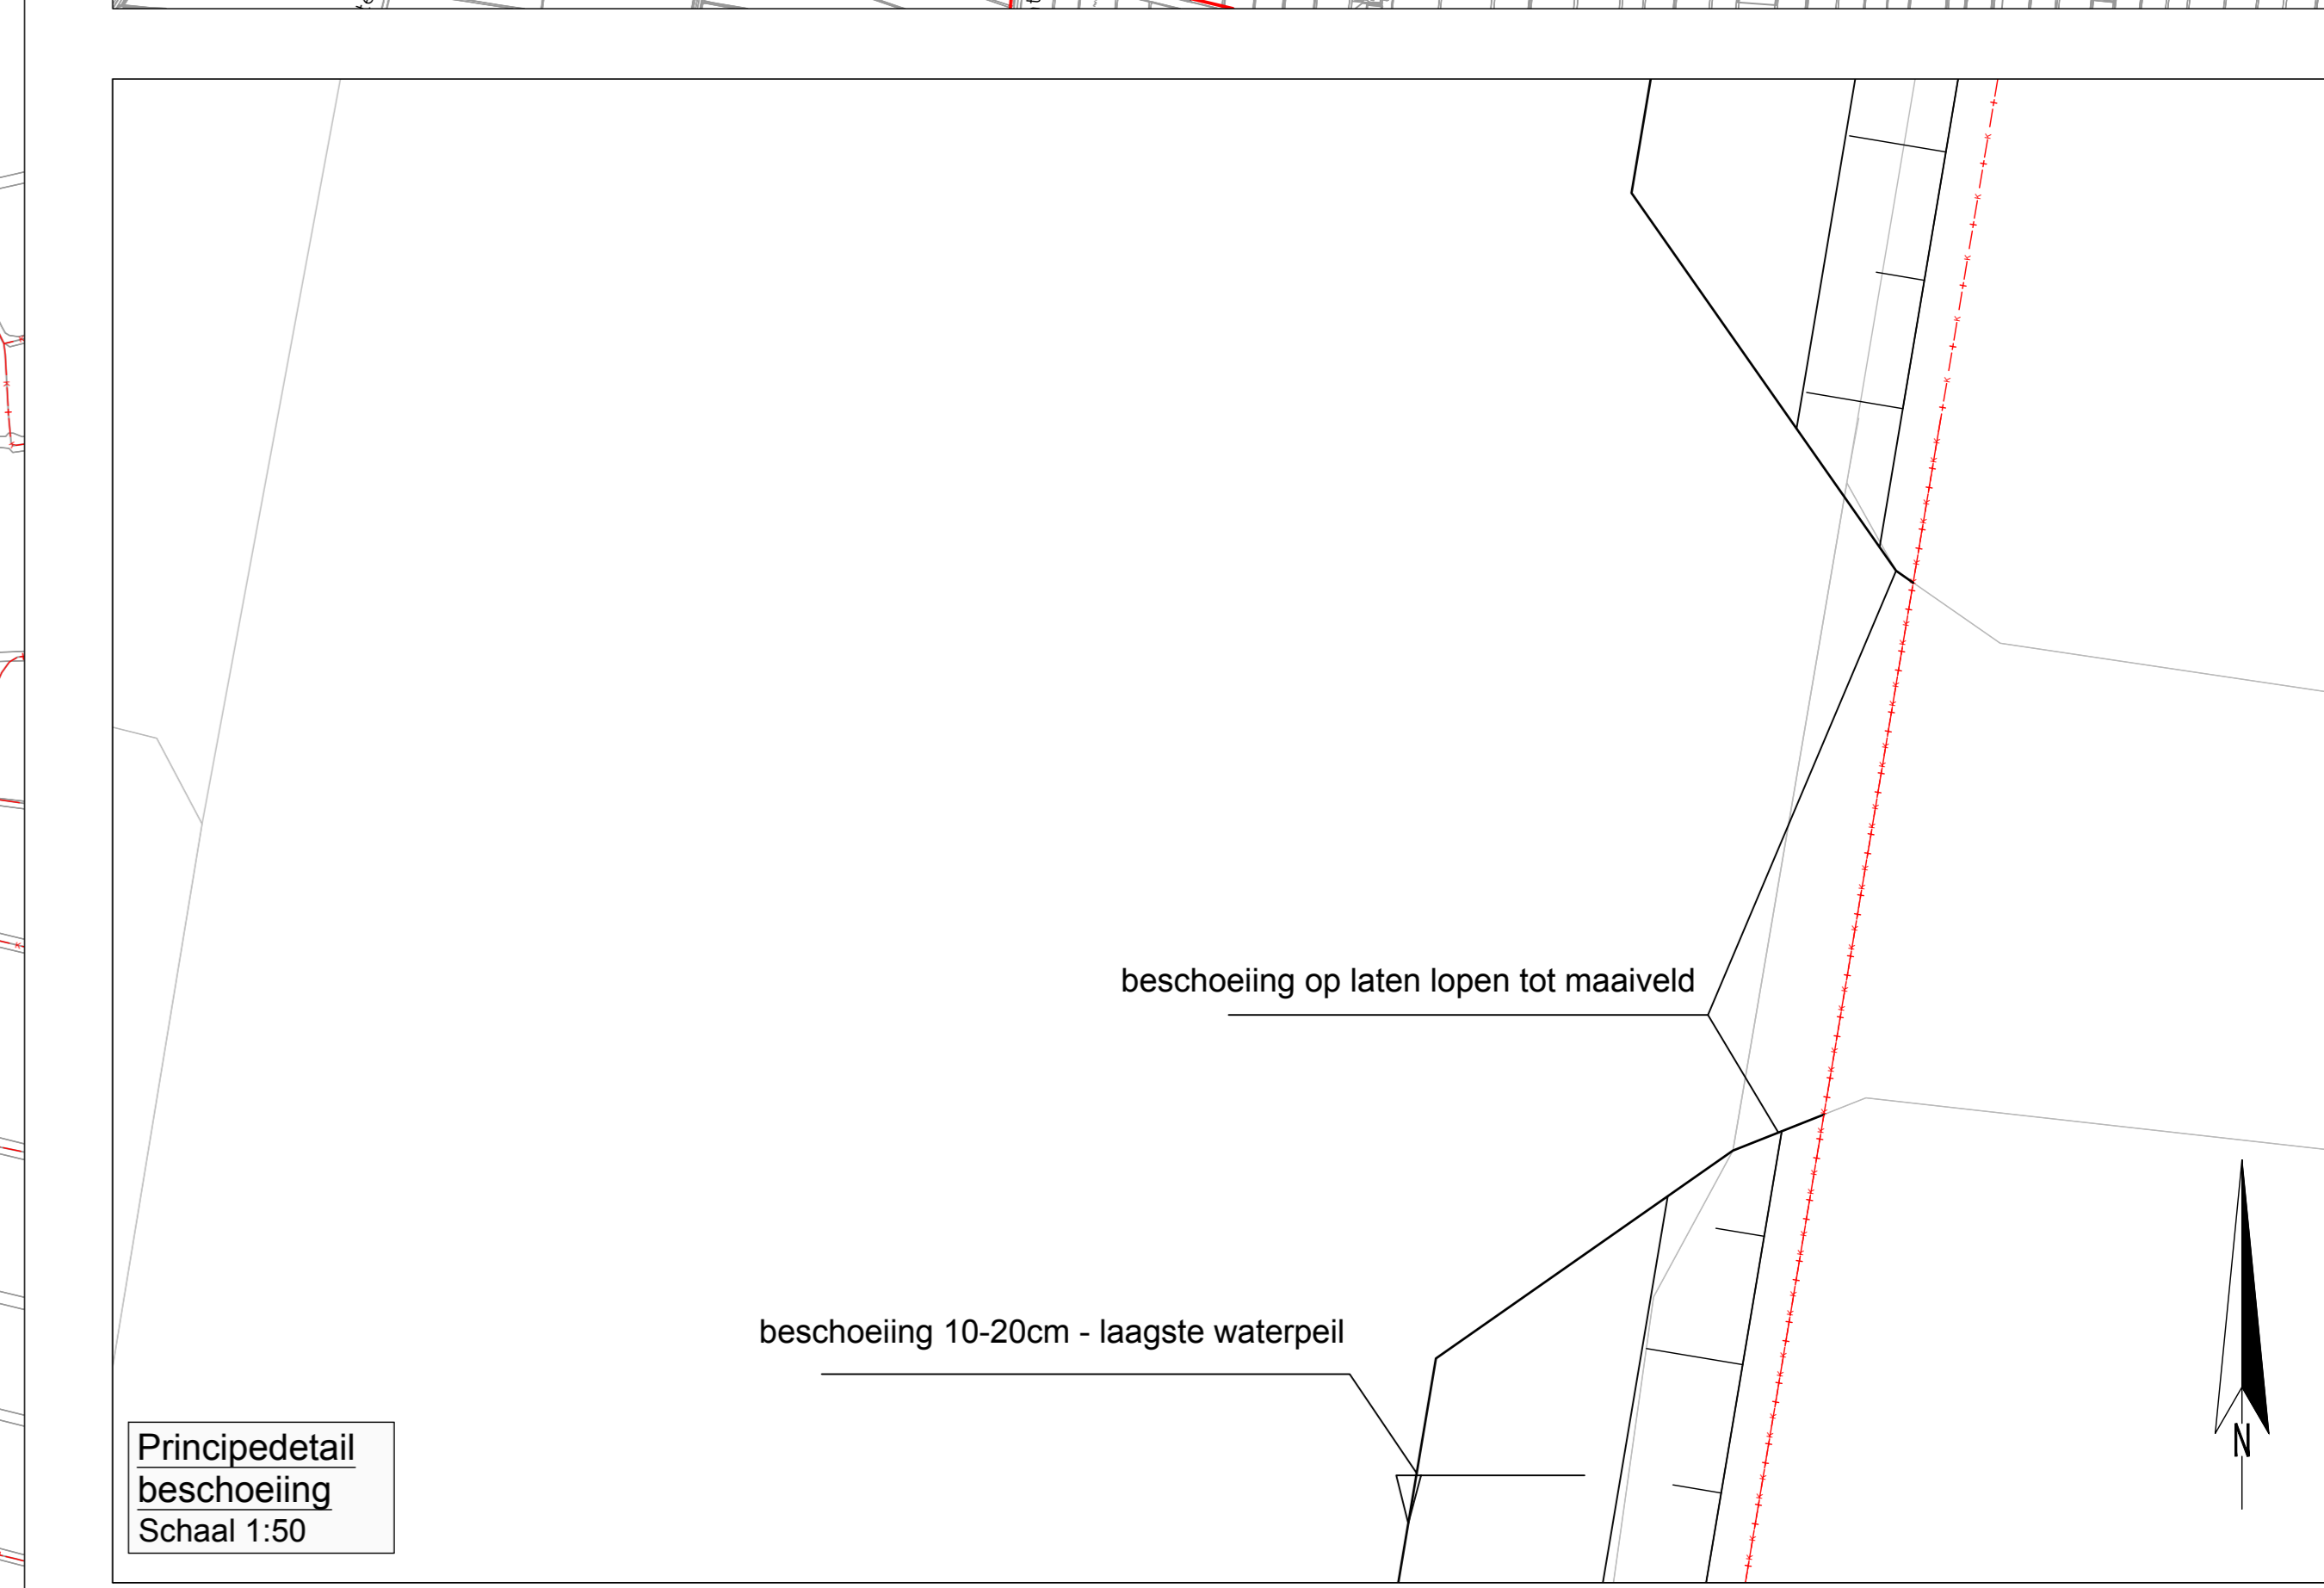 beschoeiing op laten lopen tot maaiveld
beschoeiing 10-20cm - laagste waterpeil
Principedetail
beschoeiing
Schaal 1:50
N